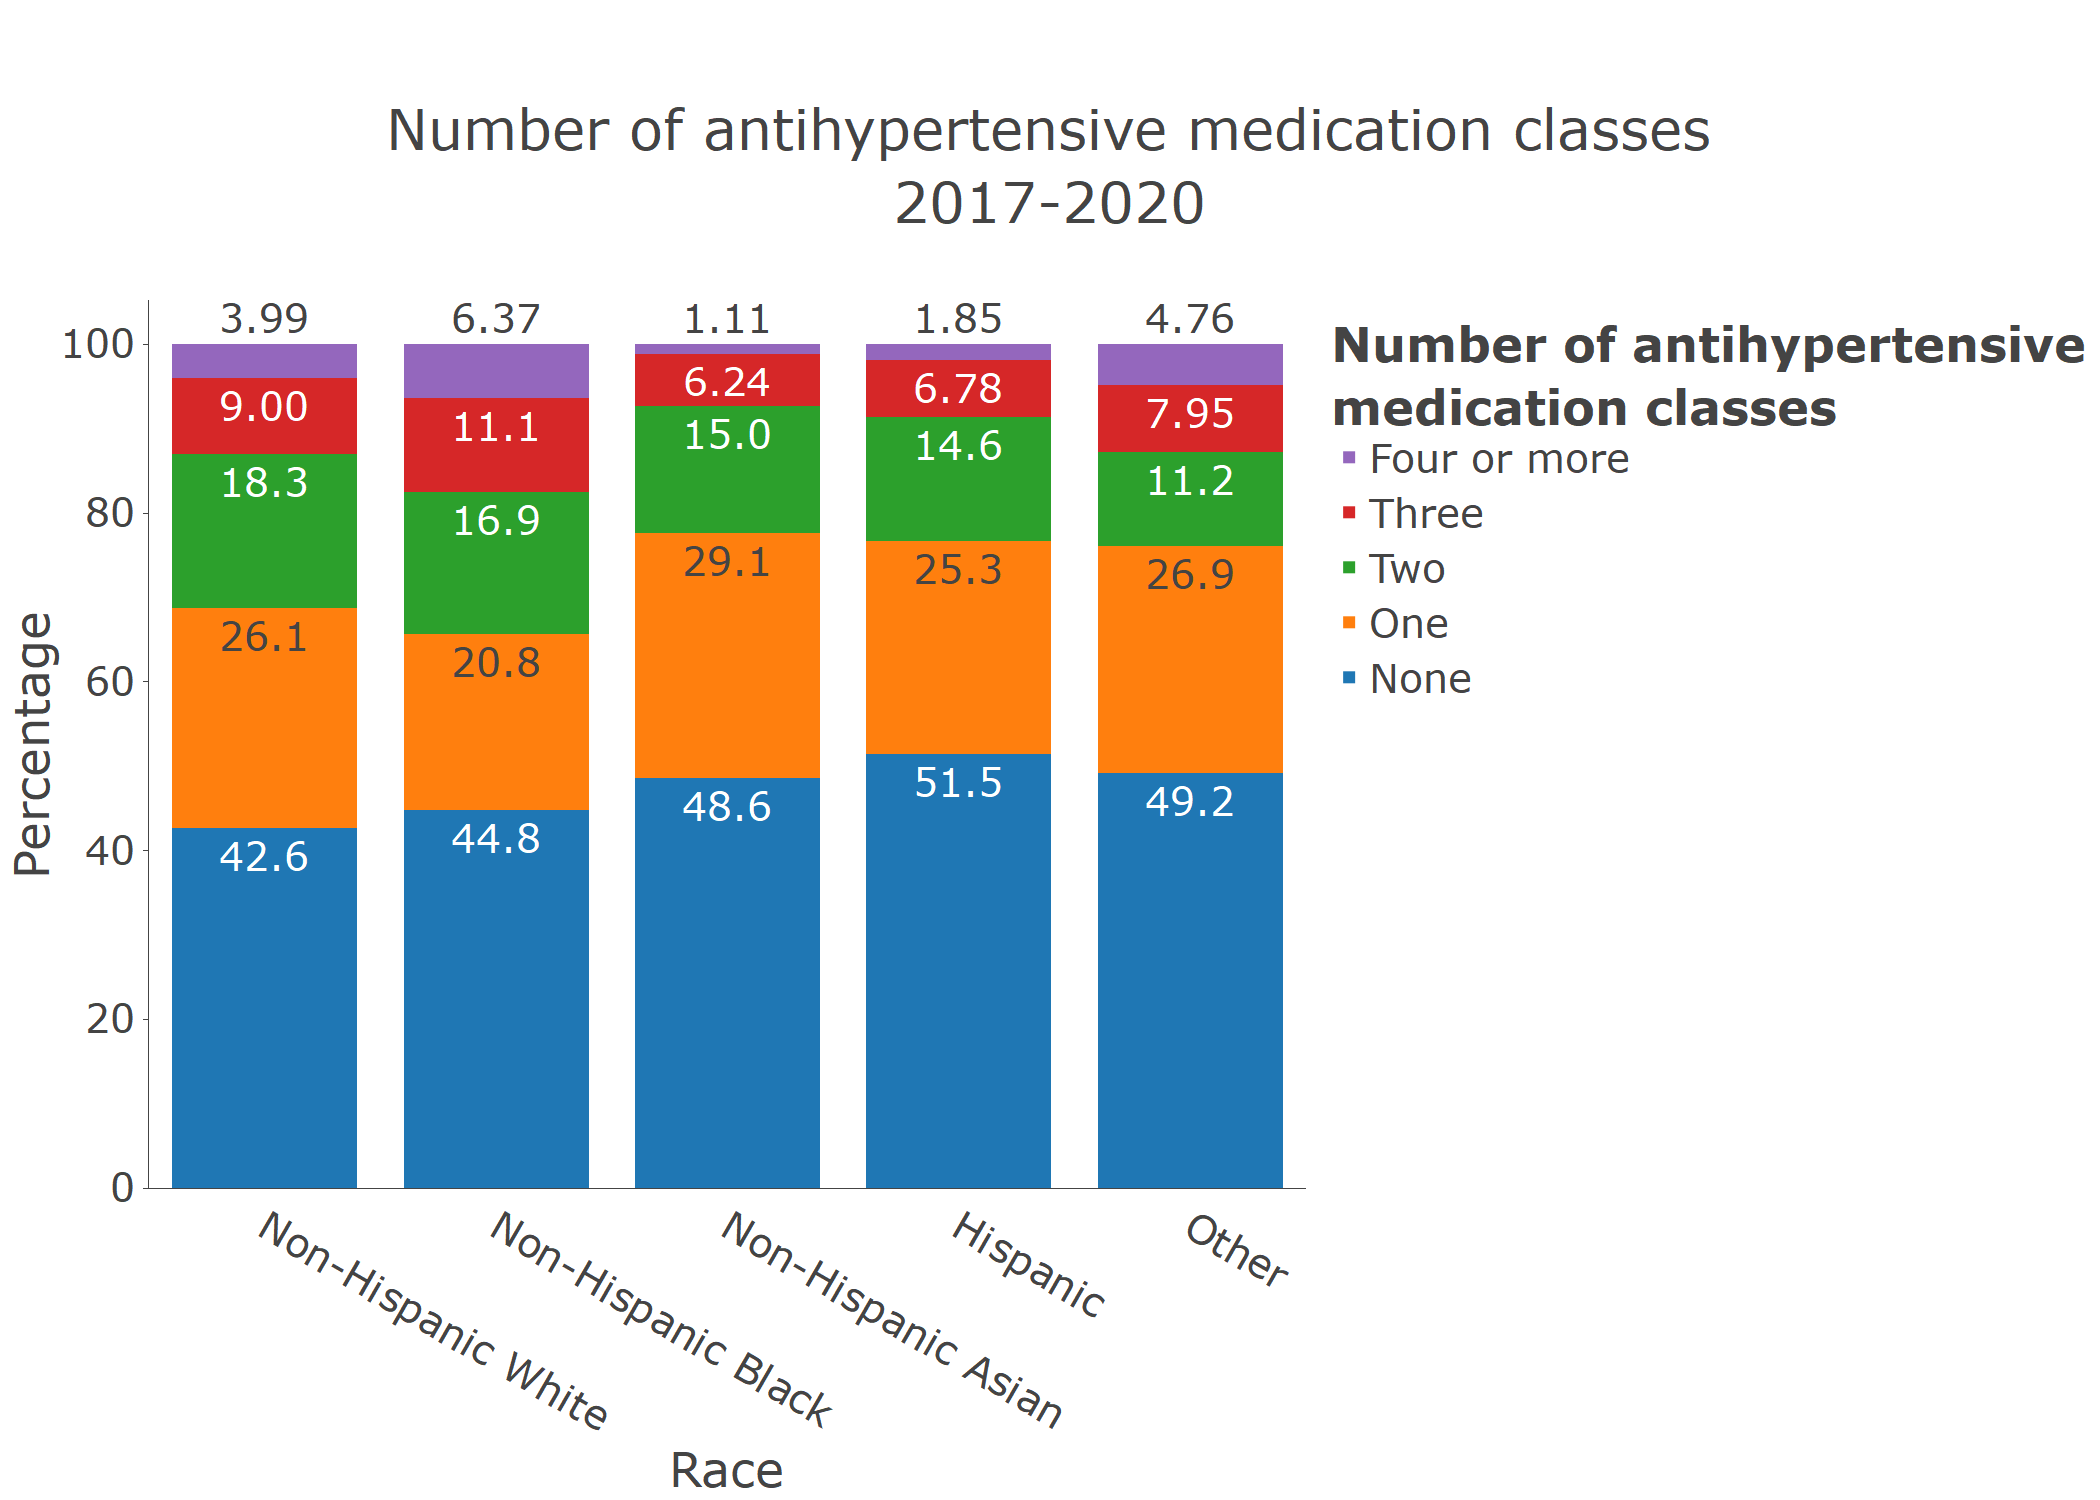 Number of antihypertensive medication classes
2017-2020
3.99
6.37
1.11
1.85
4.76
100
80
60
40
20
0
9.00
11.1
6.24
6.78
7.95
18.3
16.9
15.0
14.6
11.2
26.1
20.8
29.1
25.3
26.9
42.6
44.8
48.6
51.5
49.2
Percentage
Non-Hispanic White
Non-Hispanic Black
Non-Hispanic Asian
Hispanic
Other
Race
Number of antihypertensive
medication classes
Four or more
Three
Two
One
None